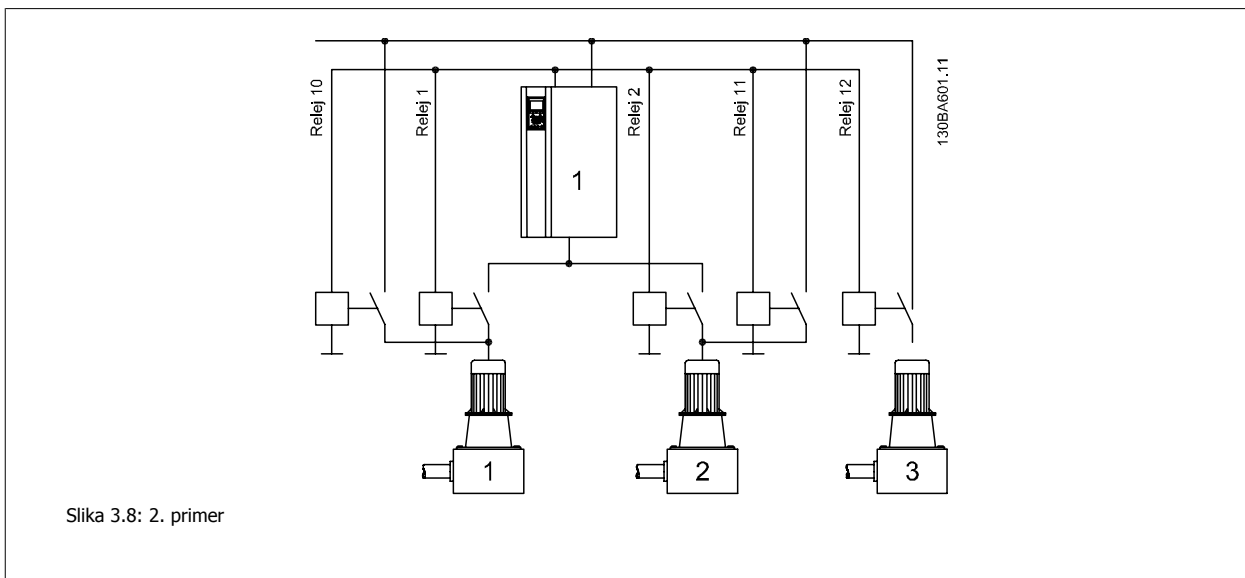 Relej 10
Relej 1
Relej 2
Relej 11
Relej 12
130BA601.11
1
1
2
3
Slika 3.8: 2. primer